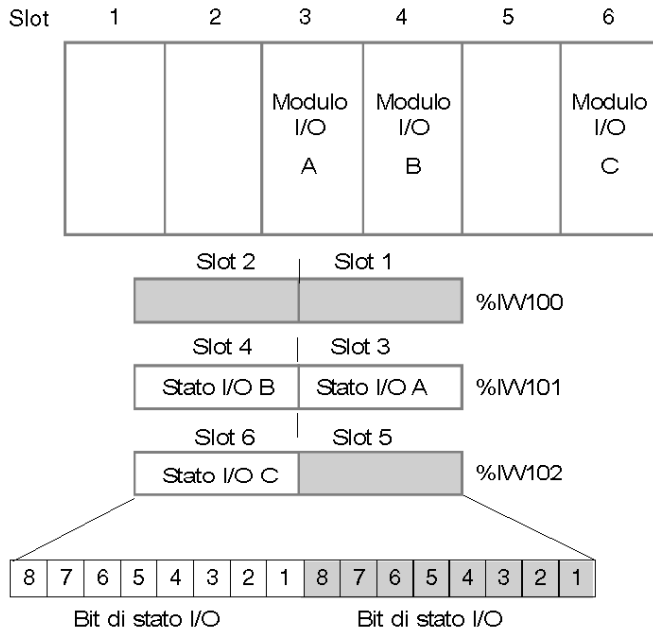 Slot 1 2 3 4 5 6
Modulo I/O A
Modulo I/O B
Modulo I/O C
Slot 2 Slot 1
%IW100
Slot 4 Slot 3
Stato I/O B Stato I/O A %IW101
Slot 6 Slot 5
Stato I/O C %IW102
8 7 6 5 4 3 2 1 8 7 6 5 4 3 2 1
Bit di stato I/O Bit di stato I/O